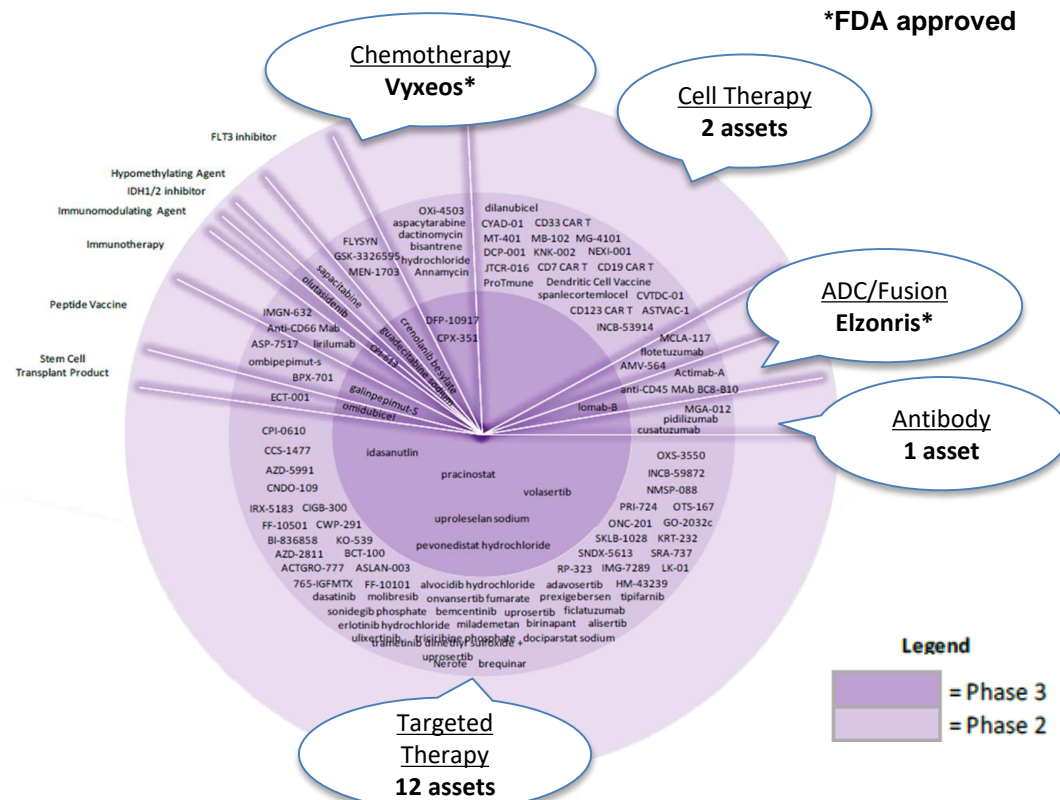 *FDA approved
Chemotherapy
Vyxeos*
Cell Therapy
2 assets
ADC/Fusion
Elzonris*
Antibody
1 asset
Targeted
Therapy
12 assets
FLT3 inhibitor
Hypomethylating Agent
IDH1/2 inhibitor
Immunomodulating Agent
Immunotherapy
Peptide Vaccine
Stem Cell
Transplant Product
OXi-4503
aspacytarabine
dactinomycin
bisantrene
hydrochloride
Annamycin
DFP-10917
CPX-351
dilanubicel
CYAD-01 CD33 CAR T
MT-401 MB-102 MG-4101
DCP-001 KNK-002 NEXI-001
JTCR-016 CD7 CAR T CD19 CAR T
ProTmune Dendritic Cell Vaccine
spanlecortemlocel CVTDC-01
CD123 CAR T ASTVAC-1
INCB-53914
MCLA-117
flotetuzumab
AMV-564
Actimab-A
anti-CD45 MAb BC8-B10
Iomab-B
MGA-012
pidilizumab
cusatuzumab
FLYSYN
GSK-3326595
MEN-1703
crenolanib besylate
sapacitabine
guadecitabine sodium
olutasidenib
CPI-613
IMGN-632
Anti-CD66 Mab
ASP-7517 lirilumab
ombipepimut-s
BPX-701
galinpepimut-S
ECT-001
omidubicel
CPI-0610
CCS-1477
AZD-5991
CNDO-109
IRX-5183 CIGB-300
FF-10501 CWP-291
BI-836858 KO-539
AZD-2811 BCT-100
ACTGRO-777 ASLAN-003
idasanutlin
pracinostat
volasertib
uproleselan sodium
pevonedistat hydrochloride
OXS-3550
INCB-59872
NMSP-088
PRI-724 OTS-167
ONC-201 GO-2032c
SKLB-1028 KRT-232
SNDX-5613 SRA-737
RP-323 IMG-7289 LK-01
765-IGFMTX FF-10101 alvocidib hydrochloride adavosertib HM-43239
dasatinib molibresib onvansertib fumarate prexigebersen tipifarnib
sonidegib phosphate bemcentinib uprosertib ficlatuzumab
erlotinib hydrochloride milademetan birinapant alisertib
ulixertinib triciribine phosphate dociparstat sodium
trametinib dimethyl sulfoxide +
uprosertib
Nerofe brequinar
Legend
= Phase 3
= Phase 2